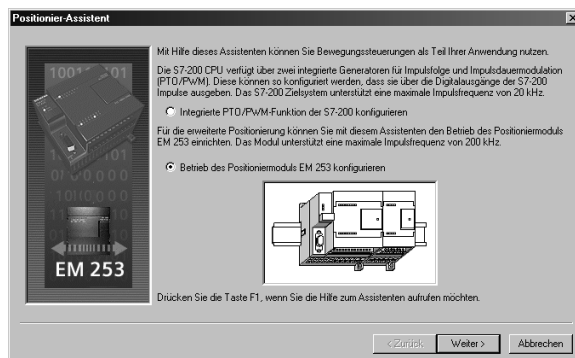 Positionier-Assistent
Mit Hilfe dieses Assistenten können Sie Bewegungssteuerungen als Teil Ihrer Anwendung nutzen.
Die S7-200 CPU verfügt über zwei integrierte Generatoren für Impulsfolge und Impulsdauermodulation
(PTO/PWM). Diese können so konfiguriert werden, dass sie über die Digitalausgänge der S7-200
Impulse ausgeben. Das S7-200 Zielsystem unterstützt eine maximale Impulsfrequenz von 20 kHz.
Integrierte PTO/PWM-Funktion der S7-200 konfigurieren
Für die erweiterte Positionierung können Sie mit diesem Assistenten den Betrieb des Positioniermoduls
EM 253 einrichten. Das Modul unterstützt eine maximale Impulsfrequenz von 200 kHz.
Betrieb des Positioniermoduls EM 253 konfigurieren
EM 253
Drücken Sie die Taste F1, wenn Sie die Hilfe zum Assistenten aufrufen möchten.
< Zurück
Weiter >
Abbrechen